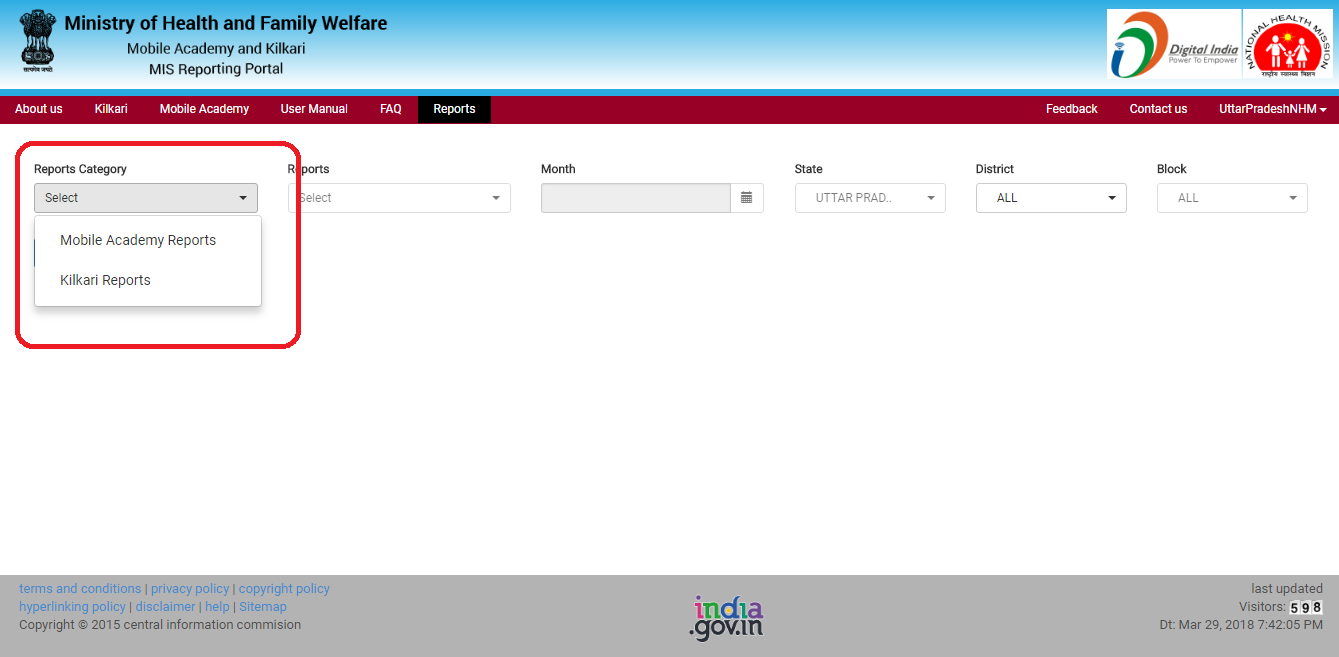 Ministry of Health and Family Welfare
Mobile Academy and Kilkari
MIS Reporting Portal
सत्यमेव जयते
Digital India
Power To Empower
NATIONAL HEALTH MISSION
राष्ट्रीय स्वास्थ्य मिशन
About us Kilkari Mobile Academy User Manual FAQ Reports Feedback Contact us UttarPradeshNHM
Reports Category Reports Month State District Block
Select Select UTTAR PRAD.. ALL ALL
Mobile Academy Reports
Kilkari Reports
terms and conditions | privacy policy | copyright policy
hyperlinking policy | disclaimer | help | Sitemap
Copyright © 2015 central information commision
india
.gov.in
last updated
Visitors: 598
Dt: Mar 29, 2018 7:42:05 PM